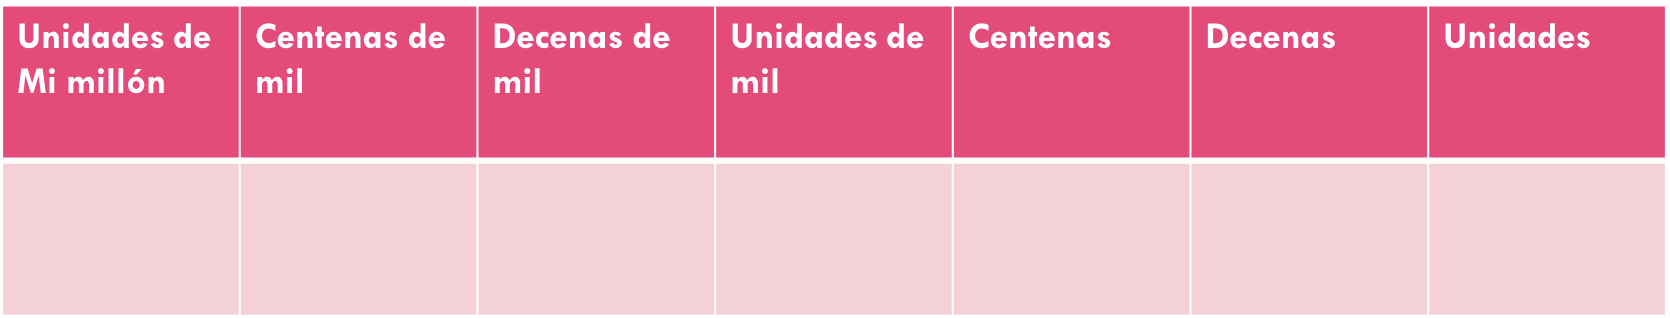 Unidades de
Mi millón
Centenas de
mil
Decenas de
mil
Unidades de
mil
Centenas
Decenas
Unidades